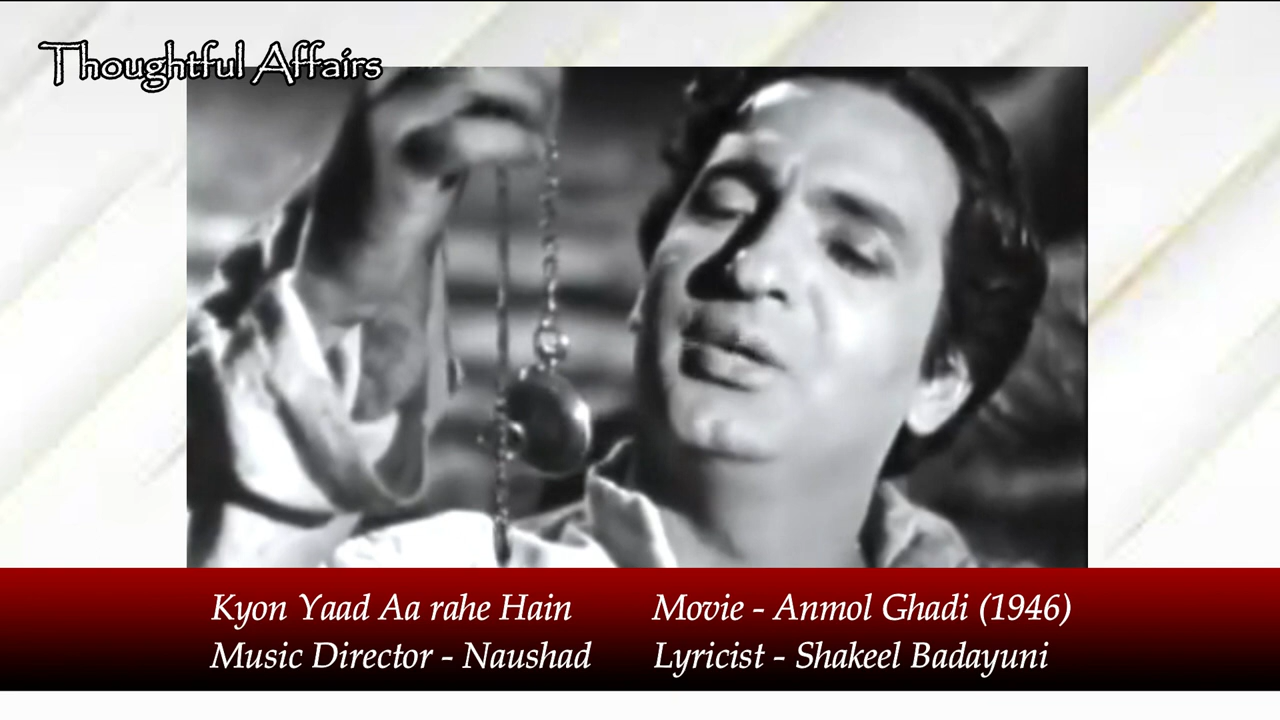 Thoughtful Affairs
Kyon Yaad Aa rahe Hain
Movie - Anmol Ghadi (1946)
Music Director - Naushad
Lyricist - Shakeel Badayuni